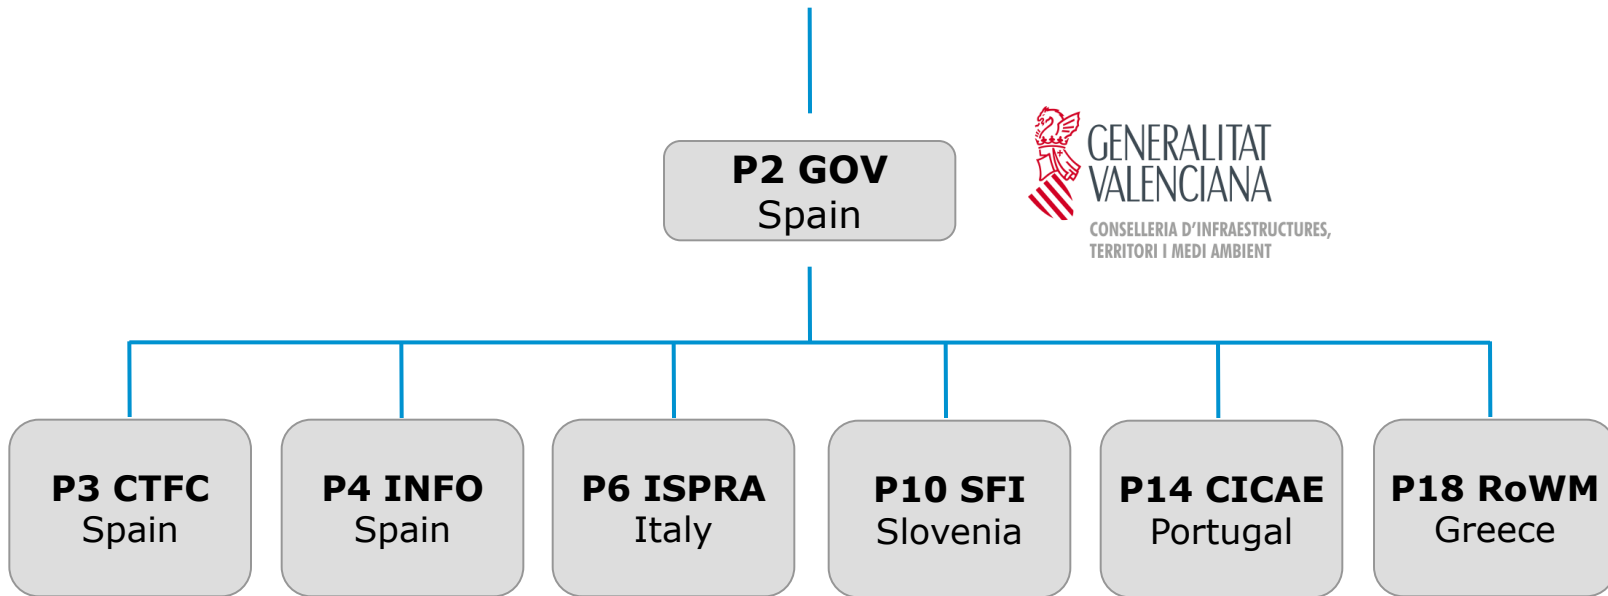 P2 GOV
Spain
GENERALITAT
VALENCIANA
CONSELLERIA D'INFRAESTRUCTURES,
TERRITORI I MEDI AMBIENT
P3 CTFC
Spain
P4 INFO
Spain
P6 ISPRA
Italy
P10 SFI
Slovenia
P14 CICAE
Portugal
P18 RoWM
Greece